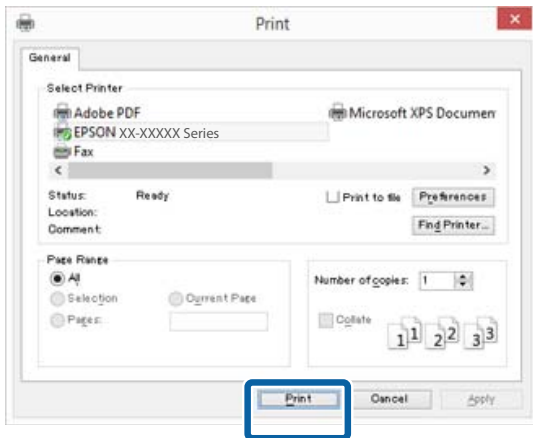 Print
General
Select Printer
Adobe PDF
Microsoft XPS Documen
EPSON XX-XXXXX Series
Fax
Status: Ready
Print to file
Preferences
Location:
Comment:
Find Printer...
Page Range
All
Selection
Current Page
Pages:
Number of copies: 1
Collate
1 1 2 2 3 3
Print
Cancel
Apply